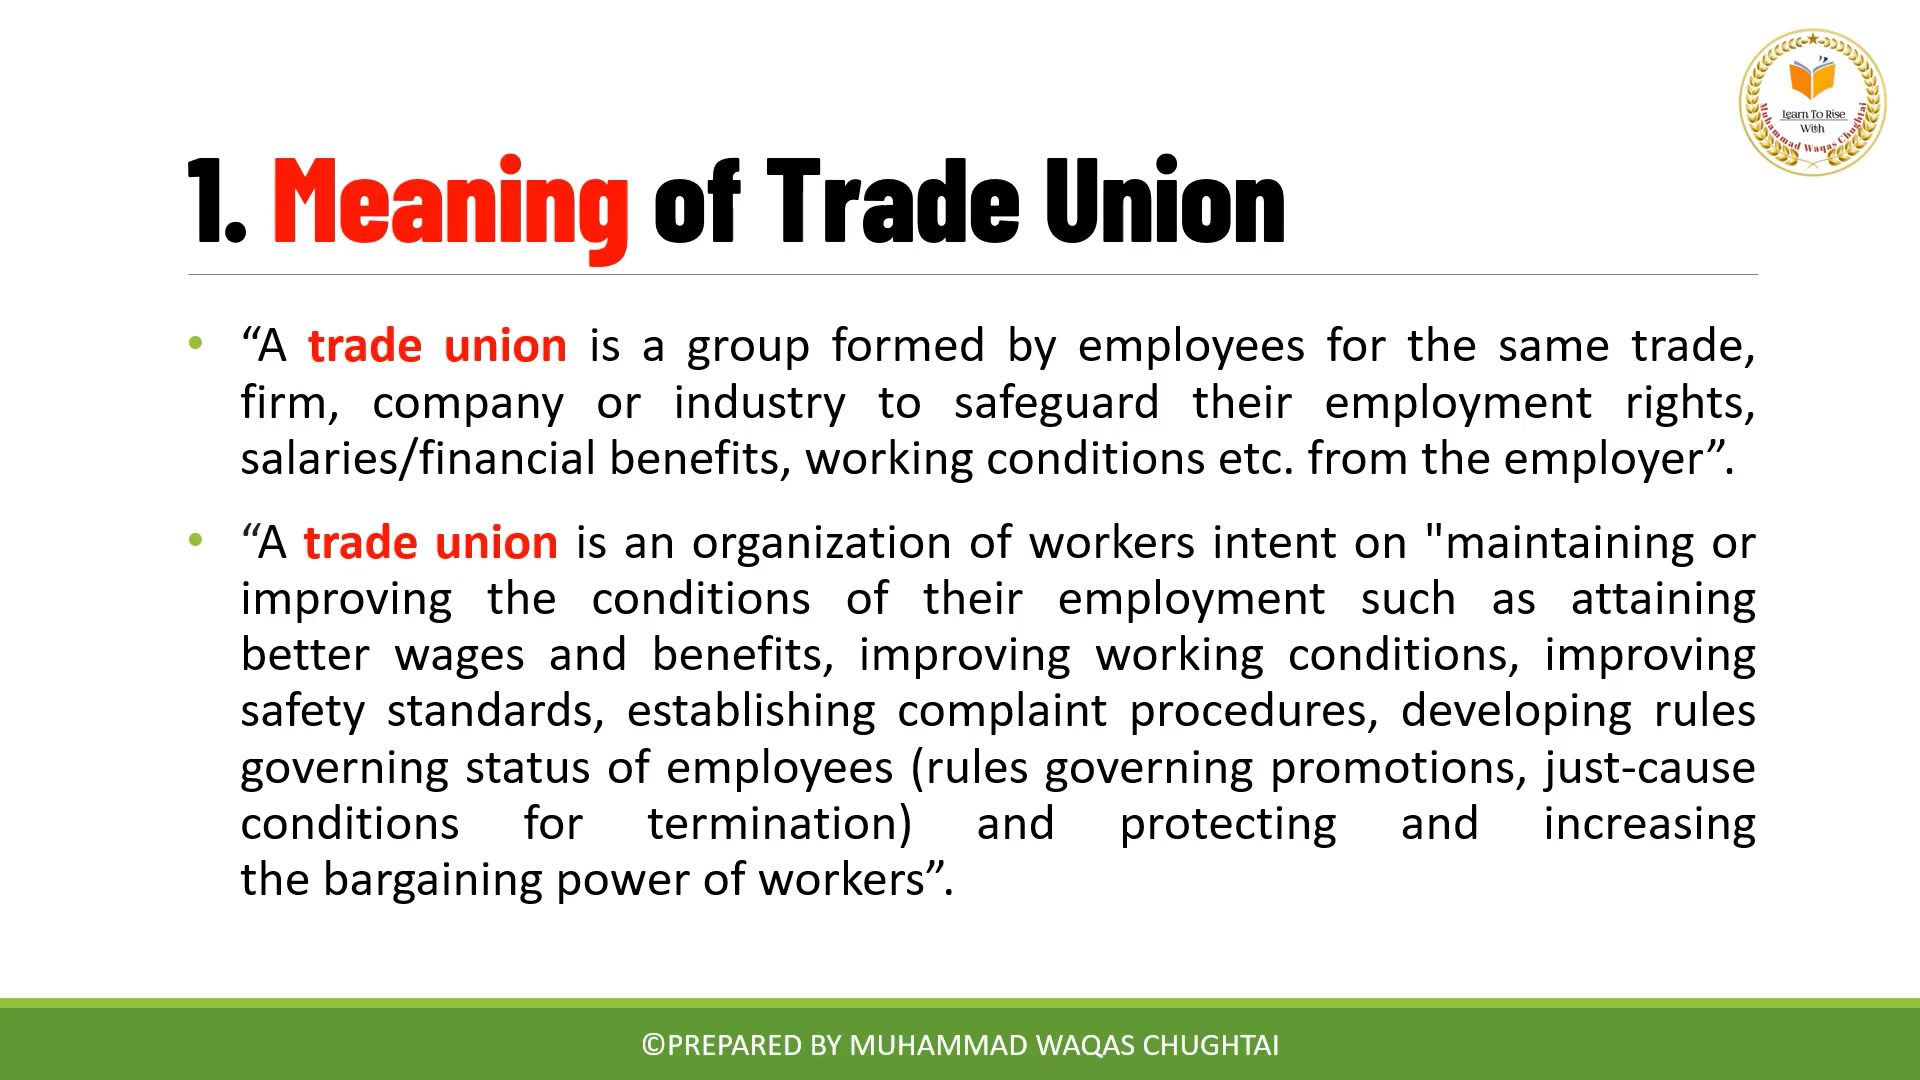 Learn To Rise
With
Muhammad Waqas Chughtai
1. Meaning of Trade Union
• “A trade union is a group formed by employees for the same trade,
firm, company or industry to safeguard their employment rights,
salaries/financial benefits, working conditions etc. from the employer”.
• “A trade union is an organization of workers intent on "maintaining or
improving the conditions of their employment such as attaining
better wages and benefits, improving working conditions, improving
safety standards, establishing complaint procedures, developing rules
governing status of employees (rules governing promotions, just-cause
conditions for termination) and protecting and increasing
the bargaining power of workers”.
©PREPARED BY MUHAMMAD WAQAS CHUGHTAI